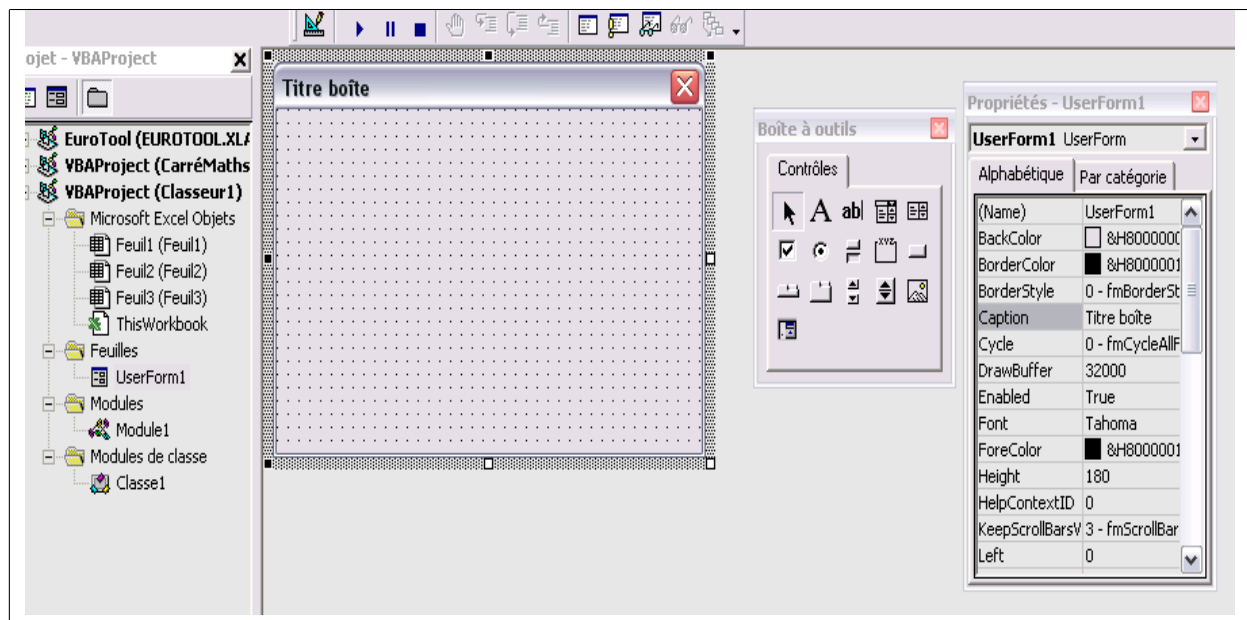 ojet - VBAProject
EuroTool (EUROTOOL.XLA
VBAProject (CarréMaths
VBAProject (Classeur1)
Microsoft Excel Objets
Feuil1 (Feuil1)
Feuil2 (Feuil2)
Feuil3 (Feuil3)
ThisWorkbook
Feuilles
UserForm1
Modules
Module1
Modules de classe
Classe1
Titre boîte
Boîte à outils
Contrôles
A ab
XYZ
Propriétés - UserForm1
UserForm1 UserForm
Alphabétique Par catégorie
(Name) UserForm1
BackColor &H8000000
BorderColor &H8000001
BorderStyle 0 - fmBorderSt
Caption Titre boîte
Cycle 0 - fmCycleAllF
DrawBuffer 32000
Enabled True
Font Tahoma
ForeColor &H8000001
Height 180
HelpContextID 0
KeepScrollBarsV 3 - fmScrollBar
Left 0